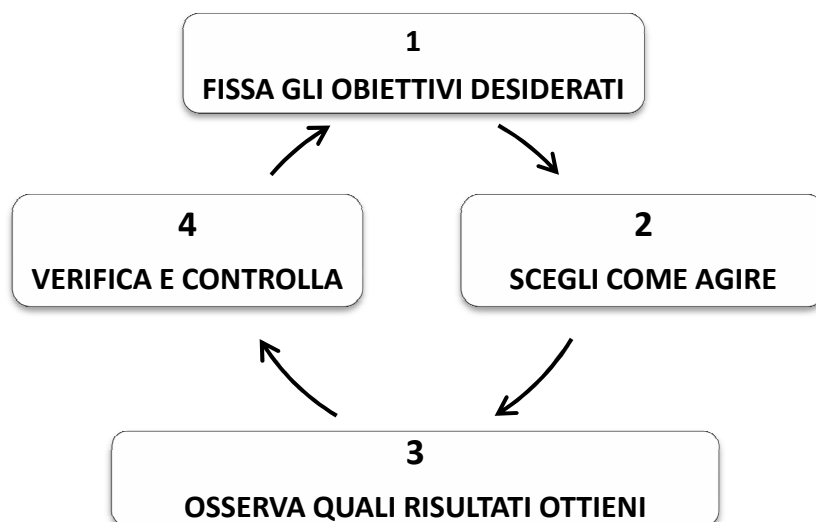 1
FISSA GLI OBIETTIVI DESIDERATI
2
SCEGLI COME AGIRE
3
OSSERVA QUALI RISULTATI OTTIENI
4
VERIFICA E CONTROLLA